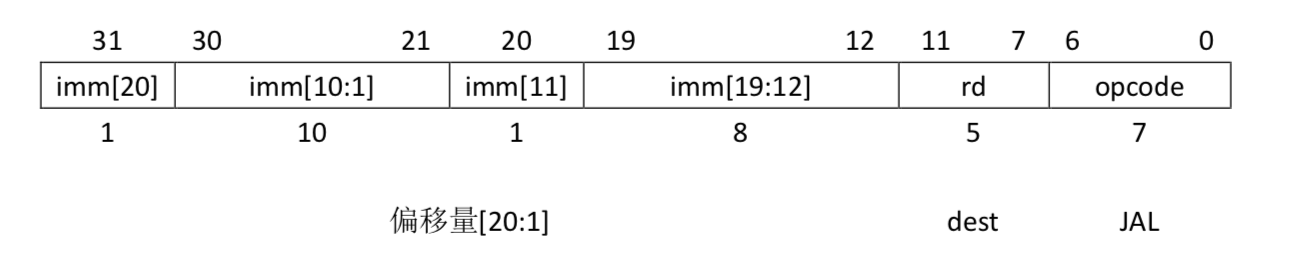 31 30 21 20 19 12 11 7 6 0
imm[20] imm[10:1] imm[11] imm[19:12] rd opcode
1 10 1 8 5 7
偏移量[20:1] dest JAL